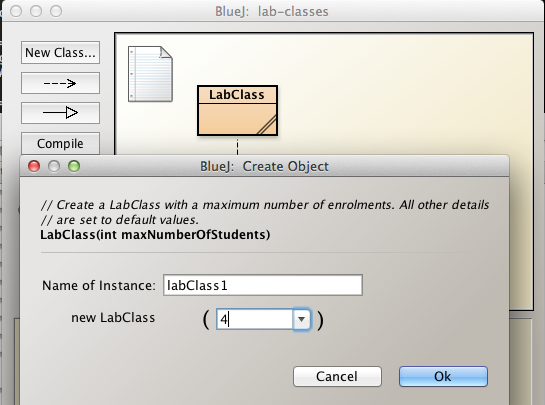 BlueJ: lab-classes
New Class...
LabClass
Compile
BlueJ: Create Object
// Create a LabClass with a maximum number of enrolments. All other details
// are set to default values.
LabClass(int maxNumberOfStudents)
Name of Instance: labClass1
new LabClass ( 4 )
Cancel Ok